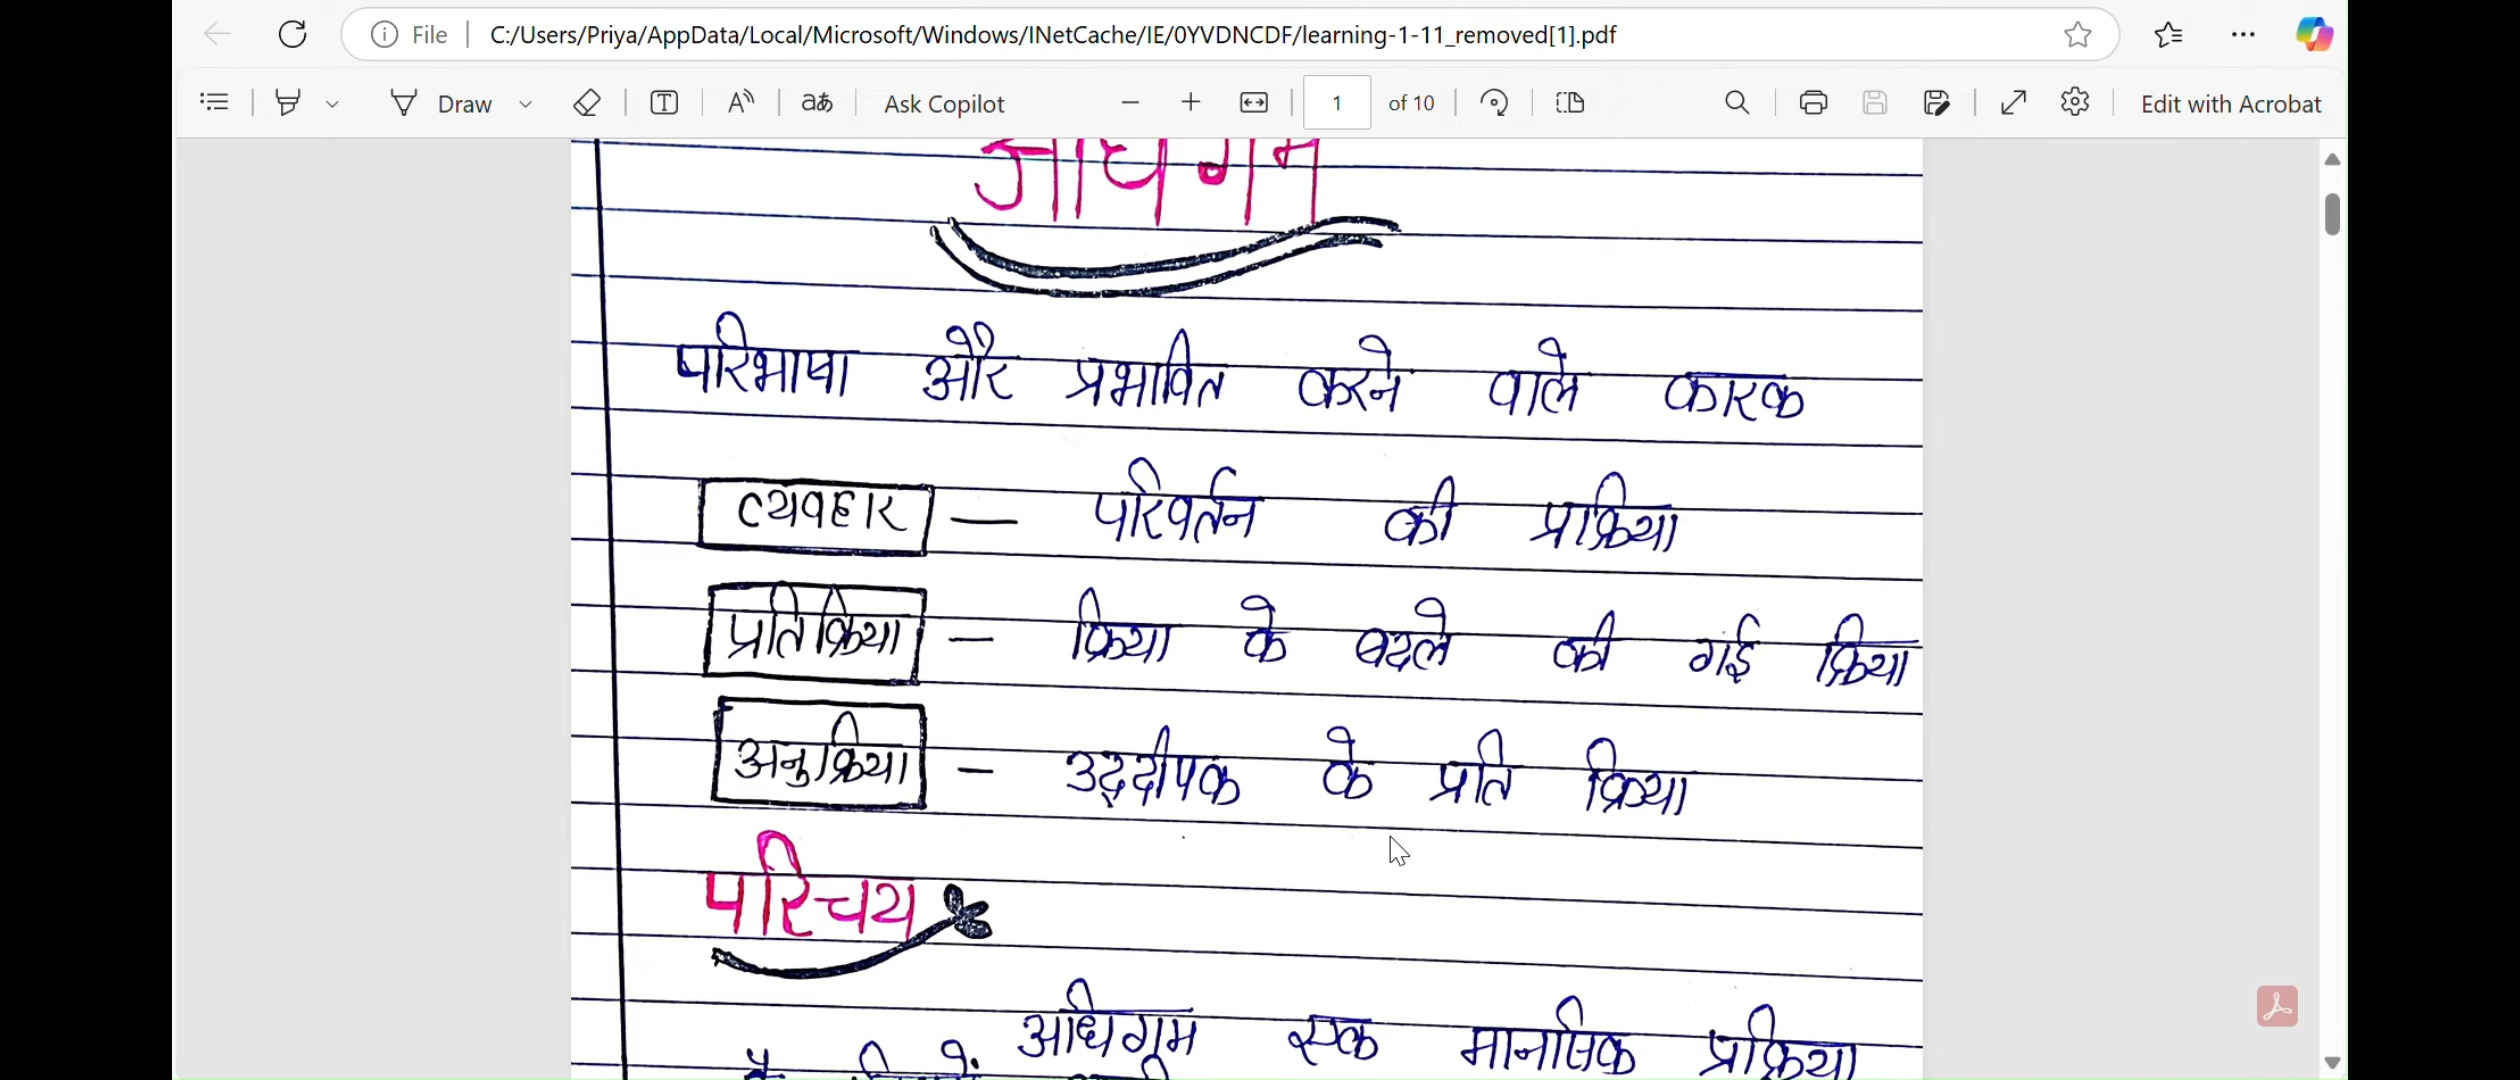 File | C:/Users/Priya/AppData/Local/Microsoft/Windows/INetCache/IE/0YVDNCDF/learning-1-11_removed[1].pdf
Draw Ask Copilot 1 of 10 Edit with Acrobat
अधिगम
परिभाषा और प्रभावित करने वाले कारक
व्यवहार — परिवर्तन की प्रक्रिया
प्रतिक्रिया — क्रिया के बदले की गई क्रिया
अनुक्रिया — उद्दीपक के प्रति क्रिया
परिचय
अधिगम एक मानसिक प्रक्रिया